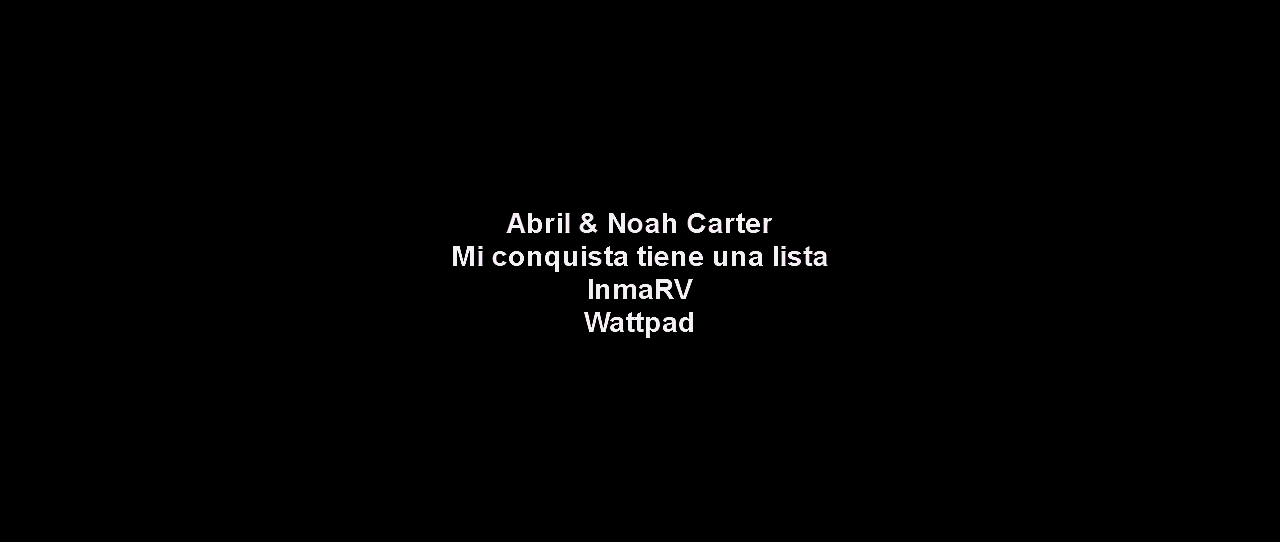 Abril & Noah Carter
Mi conquista tiene una lista
InmaRV
Wattpad